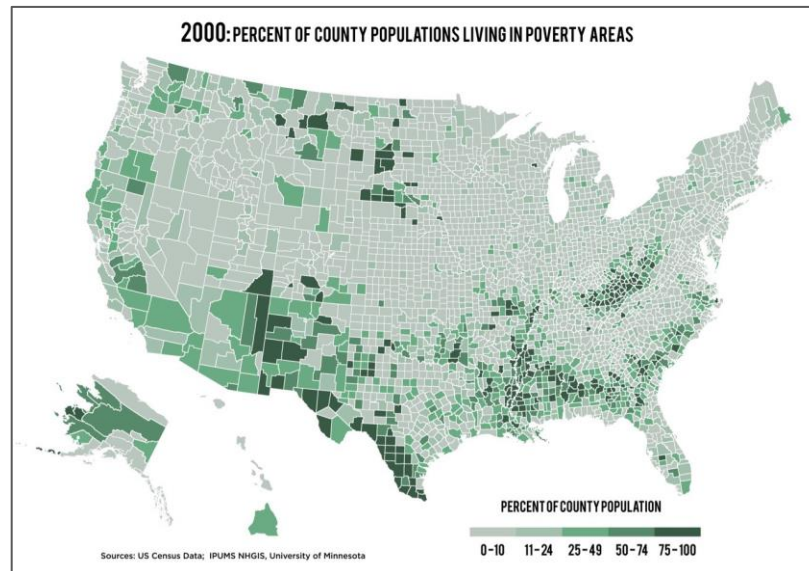 2000: PERCENT OF COUNTY POPULATIONS LIVING IN POVERTY AREAS
PERCENT OF COUNTY POPULATION
0-10 11-24 25-49 50-74 75-100
Sources: US Census Data; IPUMS NHGIS, University of Minnesota